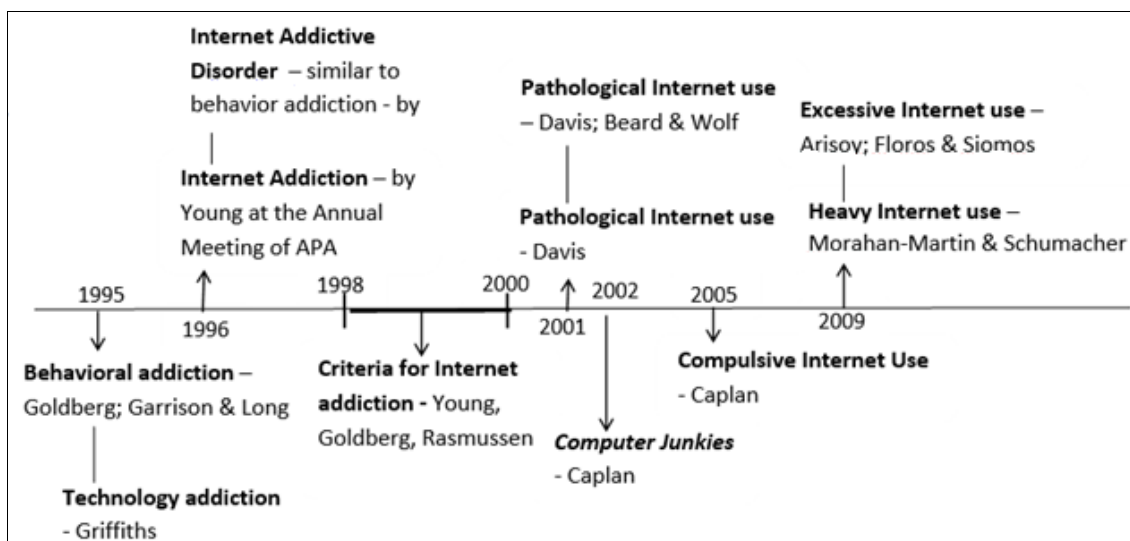 Internet Addictive
Disorder – similar to
behavior addiction - by
Internet Addiction – by
Young at the Annual
Meeting of APA
Pathological Internet use
– Davis; Beard & Wolf
Pathological Internet use
- Davis
Excessive Internet use –
Arisoy; Floros & Siomos
Heavy Internet use –
Morahan-Martin & Schumacher
1995
1996
1998
2000
2001
2002
2005
2009
Behavioral addiction –
Goldberg; Garrison & Long
Technology addiction
- Griffiths
Criteria for Internet
addiction - Young,
Goldberg, Rasmussen
Computer Junkies
- Caplan
Compulsive Internet Use
- Caplan